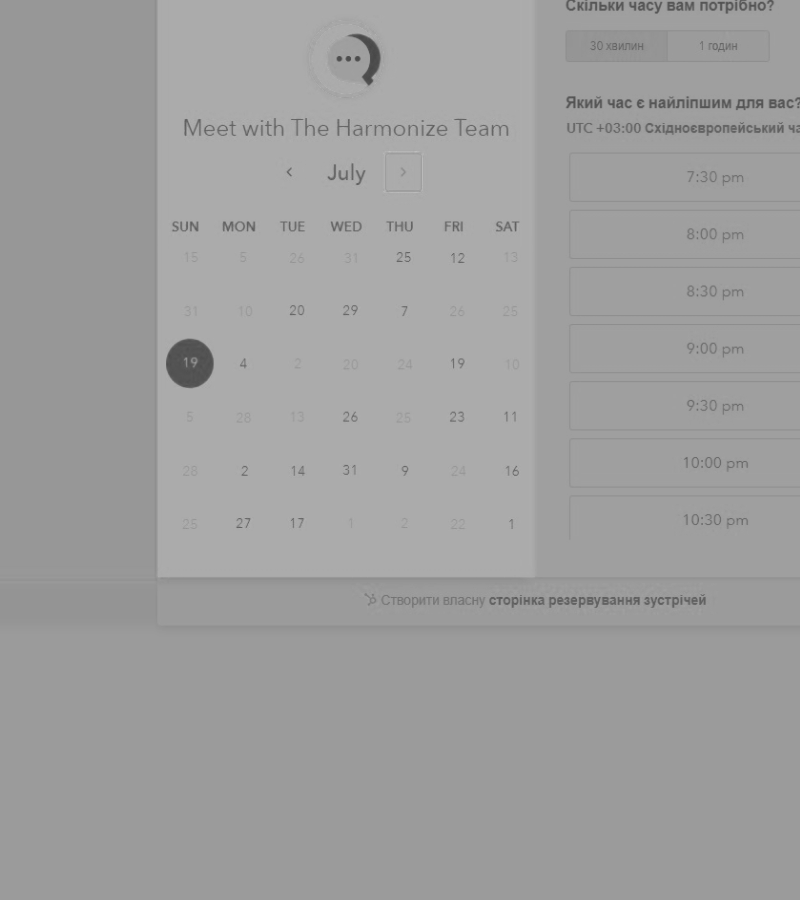 Meet with The Harmonize Team
July
SUN MON TUE WED THU FRI SAT
15 5 26 31 25 12 13
31 10 20 29 7 26 25
19 4 2 20 24 19 10
5 28 13 26 25 23 11
28 2 14 31 9 24 16
25 27 17 1 2 22 1
Скільки часу вам потрібно?
30 хвилин 1 годин
Який час є найліпшим для вас?
UTC +03:00 Східноєвропейський ча
7:30 pm
8:00 pm
8:30 pm
9:00 pm
9:30 pm
10:00 pm
10:30 pm
Створити власну сторінка резервування зустрічей